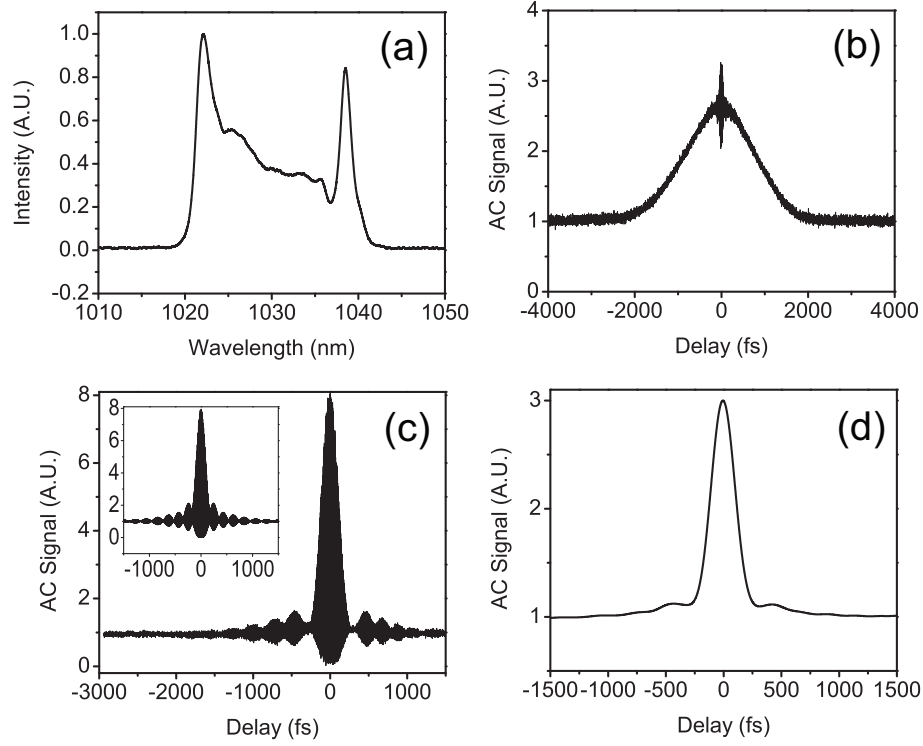 (a)
Intensity (A.U.)
1.0
0.8
0.6
0.4
0.2
0.0
-0.2
1010 1020 1030 1040 1050
Wavelength (nm)
(b)
AC Signal (A.U.)
4
3
2
1
0
-4000 -2000 0 2000 4000
Delay (fs)
(c)
AC Signal (A.U.)
8
6
4
2
0
8
6
4
2
0
-1000 0 1000
-3000 -2000 -1000 0 1000
Delay (fs)
(d)
AC Signal (A.U.)
3
2
1
-1500 -1000 -500 0 500 1000 1500
Delay (fs)